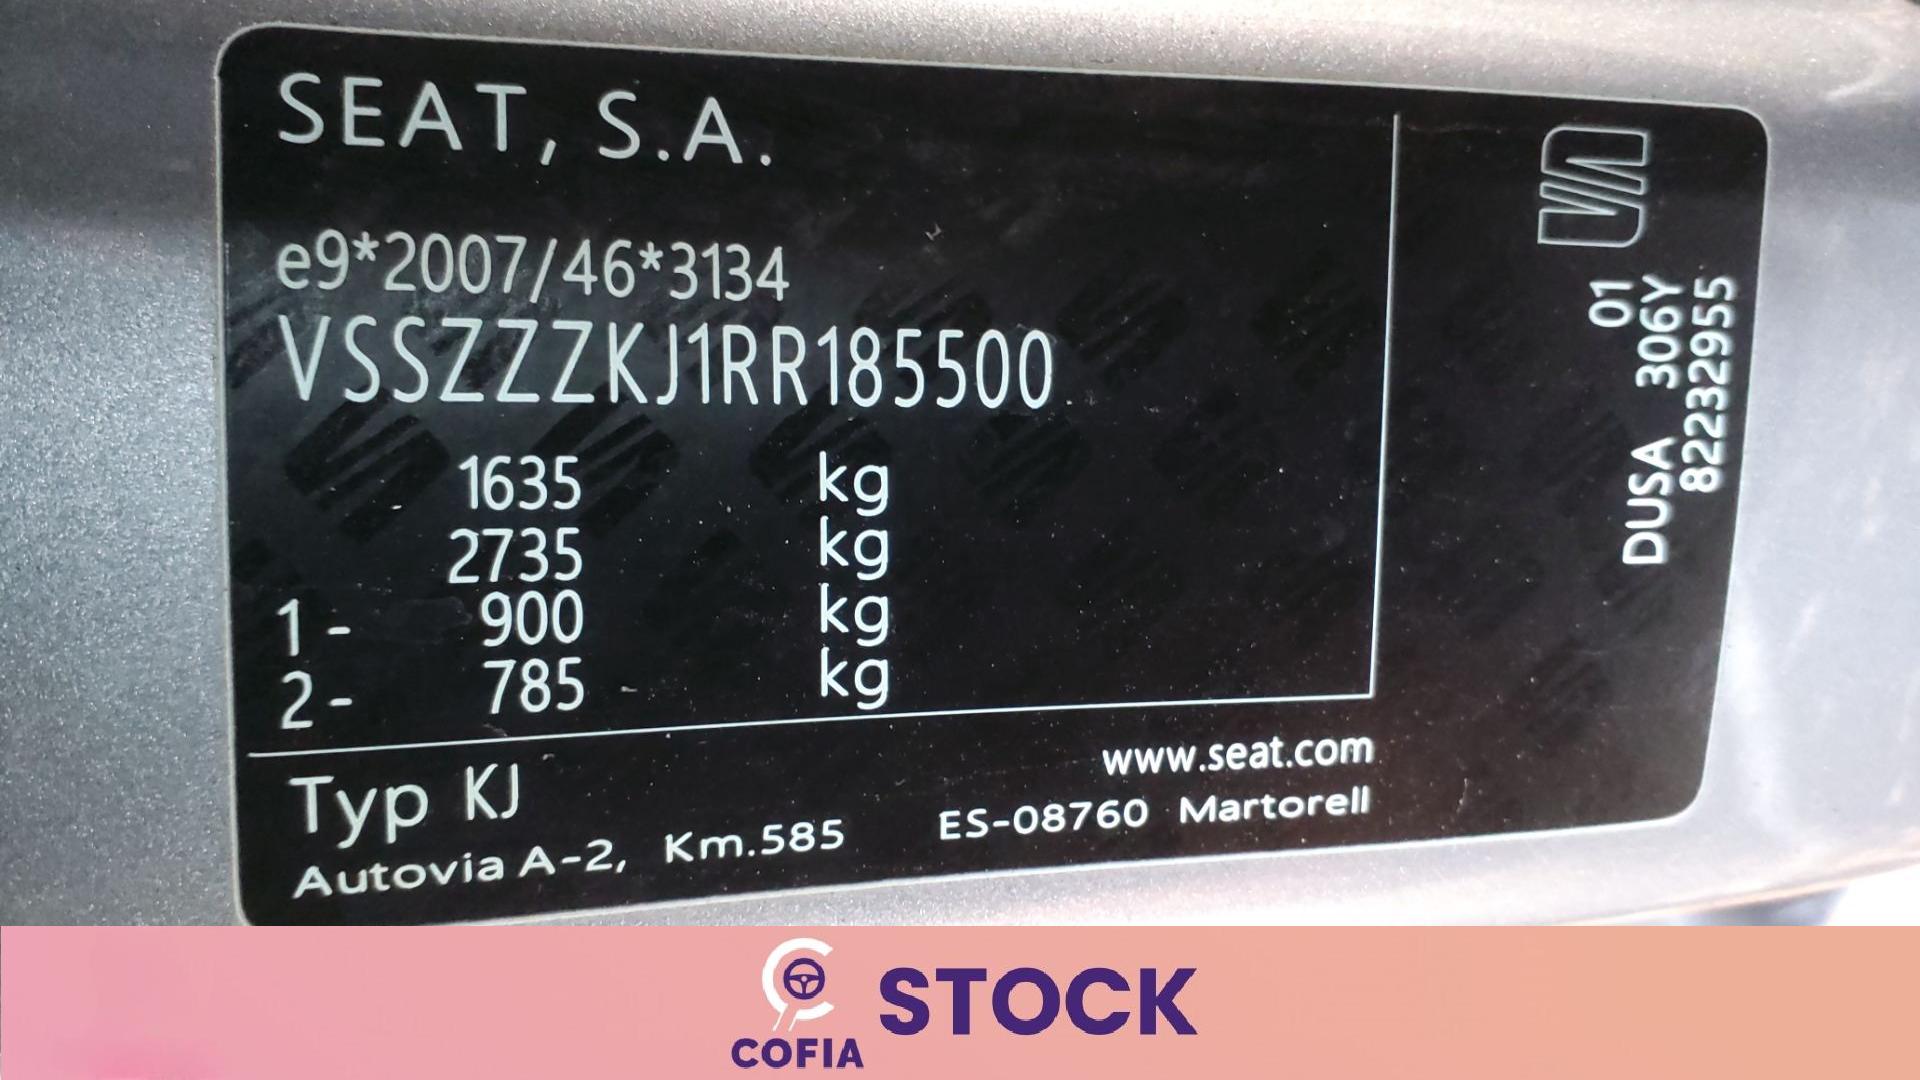 SEAT, S.A.
e9*2007/46*3134
VSSZZZKJ1RR185500
1635 kg
2735 kg
1- 900 kg
2- 785 kg
Typ KJ
www.seat.com
Autovia A-2, Km.585 ES-08760 Martorell
01
DUSA 306Y
82232955
COFIA STOCK